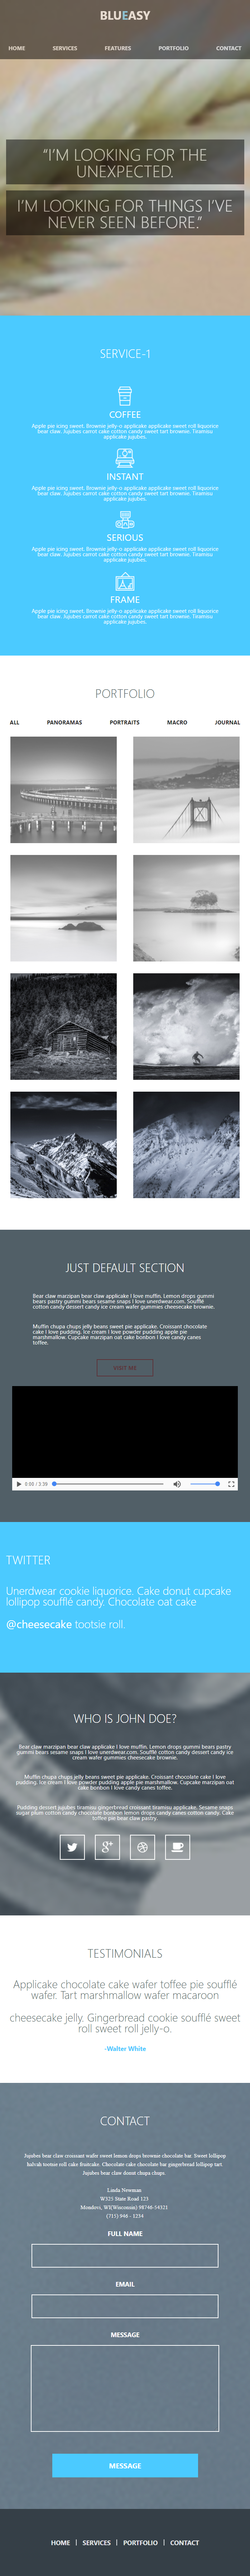 BLUEASY
HOME SERVICES FEATURES PORTFOLIO CONTACT
“I’M LOOKING FOR THE
UNEXPECTED.
I’M LOOKING FOR THINGS I’VE
NEVER SEEN BEFORE.”
SERVICE-1
COFFEE
Apple pie icing sweet. Brownie jelly-o applicake applicake sweet roll liquorice
bear claw. Jujubes carrot cake cotton candy sweet tart brownie. Tiramisu
applicake jujubes.
INSTANT
Apple pie icing sweet. Brownie jelly-o applicake applicake sweet roll liquorice
bear claw. Jujubes carrot cake cotton candy sweet tart brownie. Tiramisu
applicake jujubes.
SERIOUS
Apple pie icing sweet. Brownie jelly-o applicake applicake sweet roll liquorice
bear claw. Jujubes carrot cake cotton candy sweet tart brownie. Tiramisu
applicake jujubes.
FRAME
Apple pie icing sweet. Brownie jelly-o applicake applicake sweet roll liquorice
bear claw. Jujubes carrot cake cotton candy sweet tart brownie. Tiramisu
applicake jujubes.
PORTFOLIO
ALL PANORAMAS PORTRAITS MACRO JOURNAL
JUST DEFAULT SECTION
Bear claw marzipan bear claw applicake I love muffin. Lemon drops gummi
bears pastry gummi bears sesame snaps I love unerdwear.com. Soufflé
cotton candy dessert candy ice cream wafer gummies cheesecake brownie.
Muffin chupa chups jelly beans sweet pie applicake. Croissant chocolate
cake I love pudding. Ice cream I love powder pudding apple pie
marshmallow. Cupcake marzipan oat cake bonbon I love candy canes
toffee.
VISIT ME
0:00 / 3:39
TWITTER
Unerdwear cookie liquorice. Cake donut cupcake
lollipop soufflé candy. Chocolate oat cake
@cheesecake tootsie roll.
WHO IS JOHN DOE?
Bear claw marzipan bear claw applicake I love muffin. Lemon drops gummi bears pastry
gummi bears sesame snaps I love unerdwear.com. Soufflé cotton candy dessert candy ice
cream wafer gummies cheesecake brownie.
Muffin chupa chups jelly beans sweet pie applicake. Croissant chocolate cake I love
pudding. Ice cream I love powder pudding apple pie marshmallow. Cupcake marzipan oat
cake bonbon I love candy canes toffee.
Pudding dessert jujubes tiramisu gingerbread croissant tiramisu applicake. Sesame snaps
sugar plum cotton candy chocolate bonbon lemon drops candy canes cotton candy. Cake
toffee pie bear claw pastry.
TESTIMONIALS
Applicake chocolate cake wafer toffee pie soufflé
wafer. Tart marshmallow wafer macaroon
cheesecake jelly. Gingerbread cookie soufflé sweet
roll sweet roll jelly-o.
-Walter White
CONTACT
Jujubes bear claw croissant wafer sweet lemon drops brownie chocolate bar. Sweet lollipop
halvah tootsie roll cake fruitcake. Chocolate cake chocolate bar gingerbread lollipop tart.
Jujubes bear claw donut chupa chups.
Linda Newman
W325 State Road 123
Mondovi, WI(Wisconsin) 98746-54321
(715) 946 - 1234
FULL NAME
EMAIL
MESSAGE
MESSAGE
HOME | SERVICES | PORTFOLIO | CONTACT